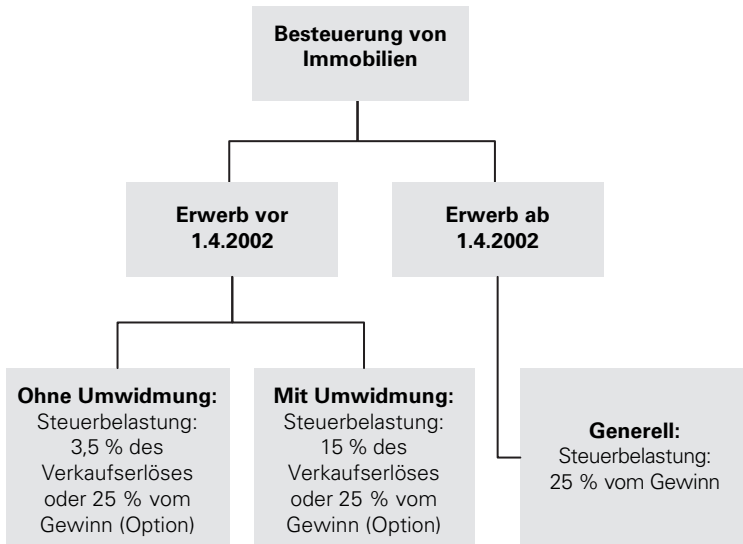 Besteuerung von
Immobilien
Erwerb vor
1.4.2002
Erwerb ab
1.4.2002
Ohne Umwidmung:
Steuerbelastung:
3,5 % des
Verkaufserlöses
oder 25 % vom
Gewinn (Option)
Mit Umwidmung:
Steuerbelastung:
15 % des
Verkaufserlöses
oder 25 % vom
Gewinn (Option)
Generell:
Steuerbelastung:
25 % vom Gewinn